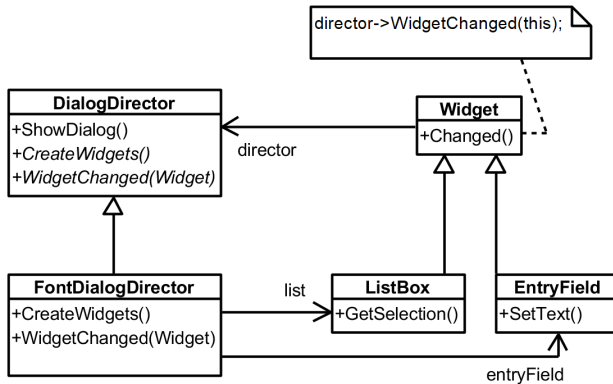 director->WidgetChanged(this);
DialogDirector
+ShowDialog()
+CreateWidgets()
+WidgetChanged(Widget)
director
Widget
+Changed()
FontDialogDirector
+CreateWidgets()
+WidgetChanged(Widget)
list
ListBox
+GetSelection()
EntryField
+SetText()
entryField